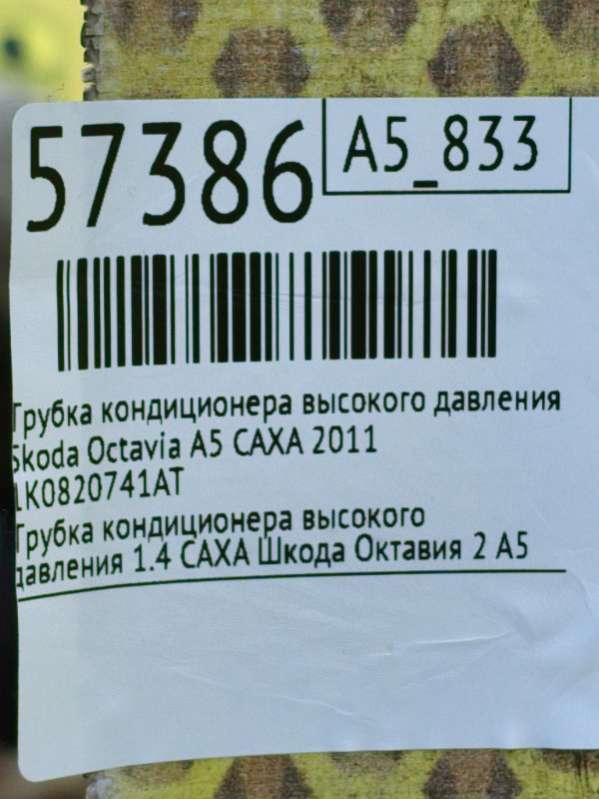 57386
A5_833
Трубка кондиционера высокого давления
Skoda Octavia A5 CAXA 2011
1K0820741AT
Трубка кондиционера высокого
давления 1.4 CAXA Шкода Октавия 2 A5